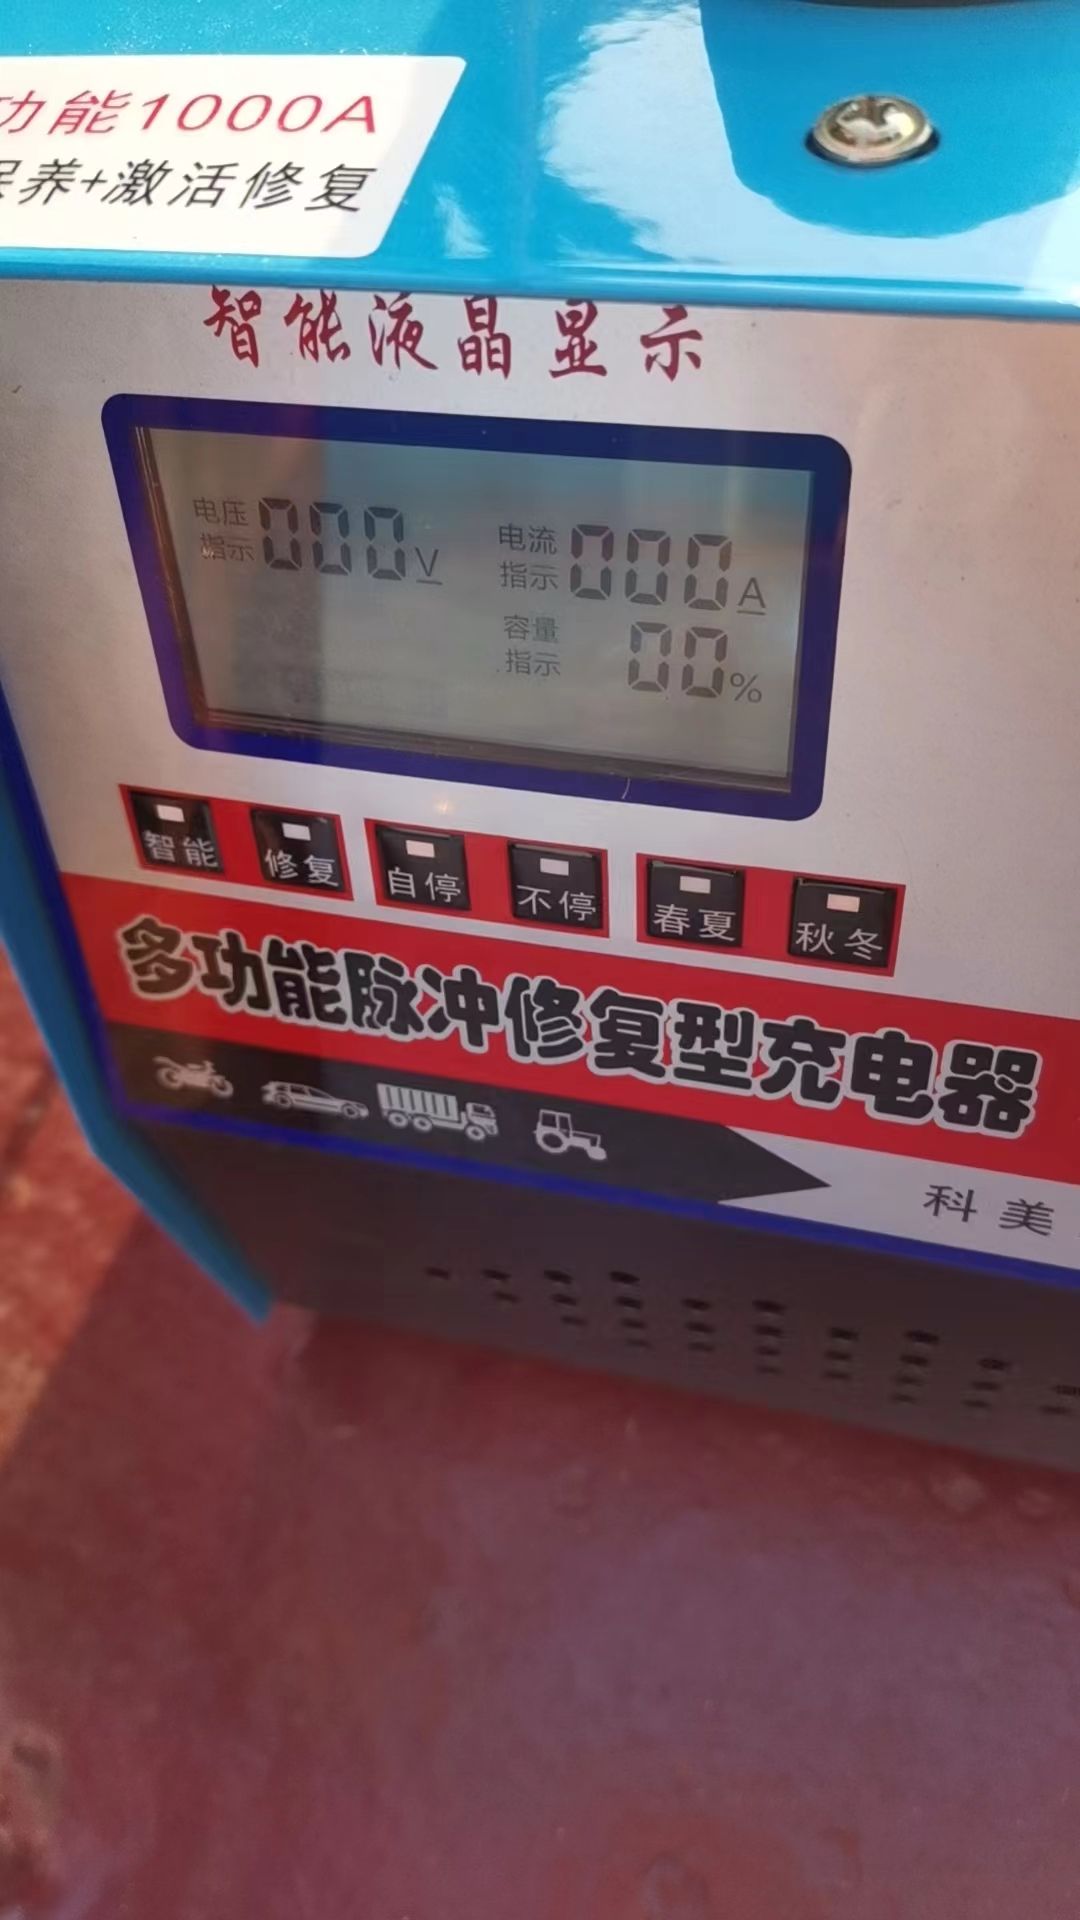 功能1000A
保养+激活修复
智能液晶显示
电压指示 000V
电流指示 000A
容量指示 00%
智能 修复 自停 不停 春夏 秋冬
多功能脉冲修复型充电器
科美